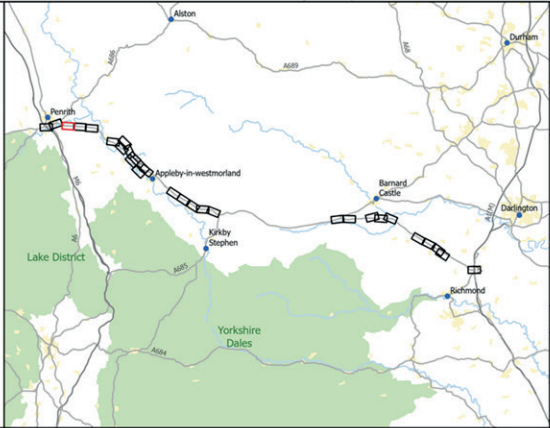 Alston
Durham
A686
A68
A689
Penrith
Appleby-in-westmorland
Barnard
Castle
Darlington
M6
A6
Kirkby
Stephen
Lake District
A685
Richmond
Yorkshire
Dales
A684